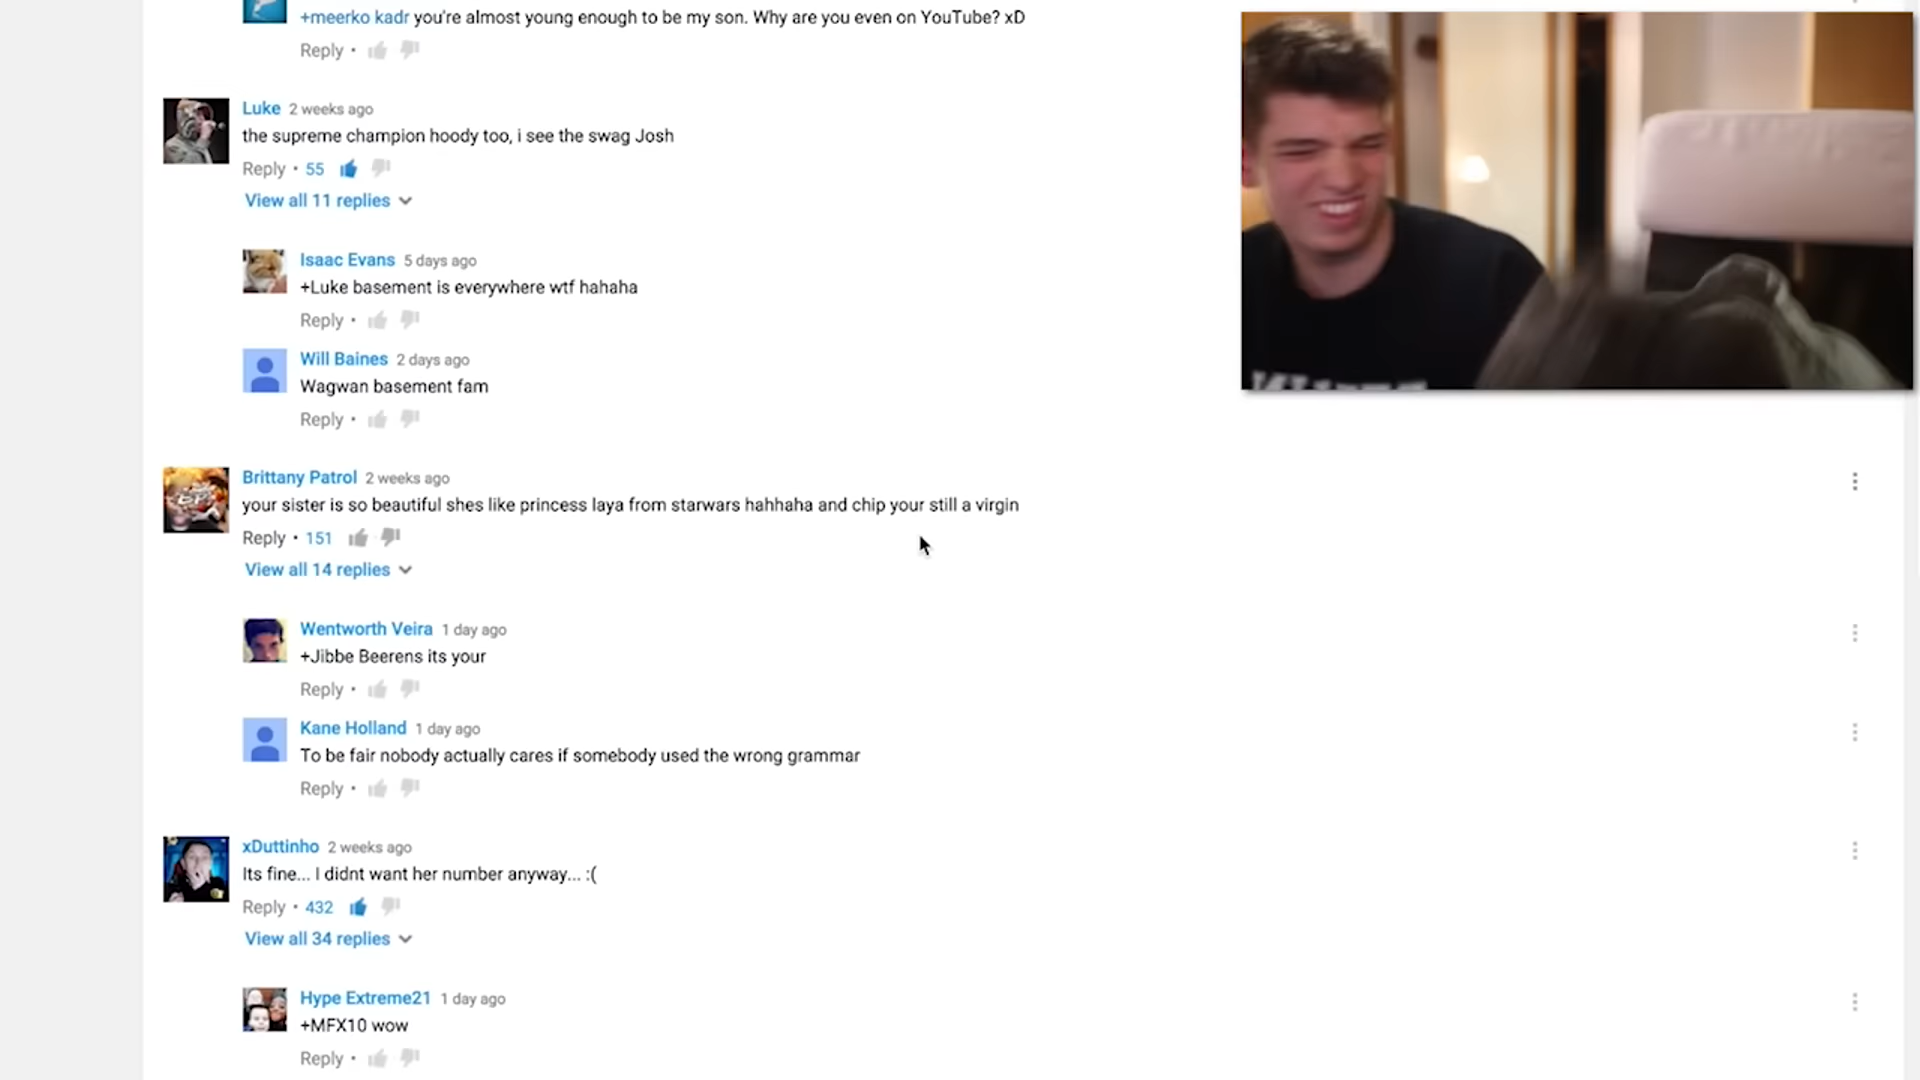 +meerko kadr you're almost young enough to be my son. Why are you even on YouTube? xD
Reply •
Luke 2 weeks ago
the supreme champion hoody too, i see the swag Josh
Reply • 55
View all 11 replies
Isaac Evans 5 days ago
+Luke basement is everywhere wtf hahaha
Reply •
Will Baines 2 days ago
Wagwan basement fam
Reply •
Brittany Patrol 2 weeks ago
your sister is so beautiful shes like princess laya from starwars hahhaha and chip your still a virgin
Reply • 151
View all 14 replies
Wentworth Veira 1 day ago
+Jibbe Beerens its your
Reply •
Kane Holland 1 day ago
To be fair nobody actually cares if somebody used the wrong grammar
Reply •
xDuttinho 2 weeks ago
Its fine... I didnt want her number anyway... :(
Reply • 432
View all 34 replies
Hype Extreme21 1 day ago
+MFX10 wow
Reply •